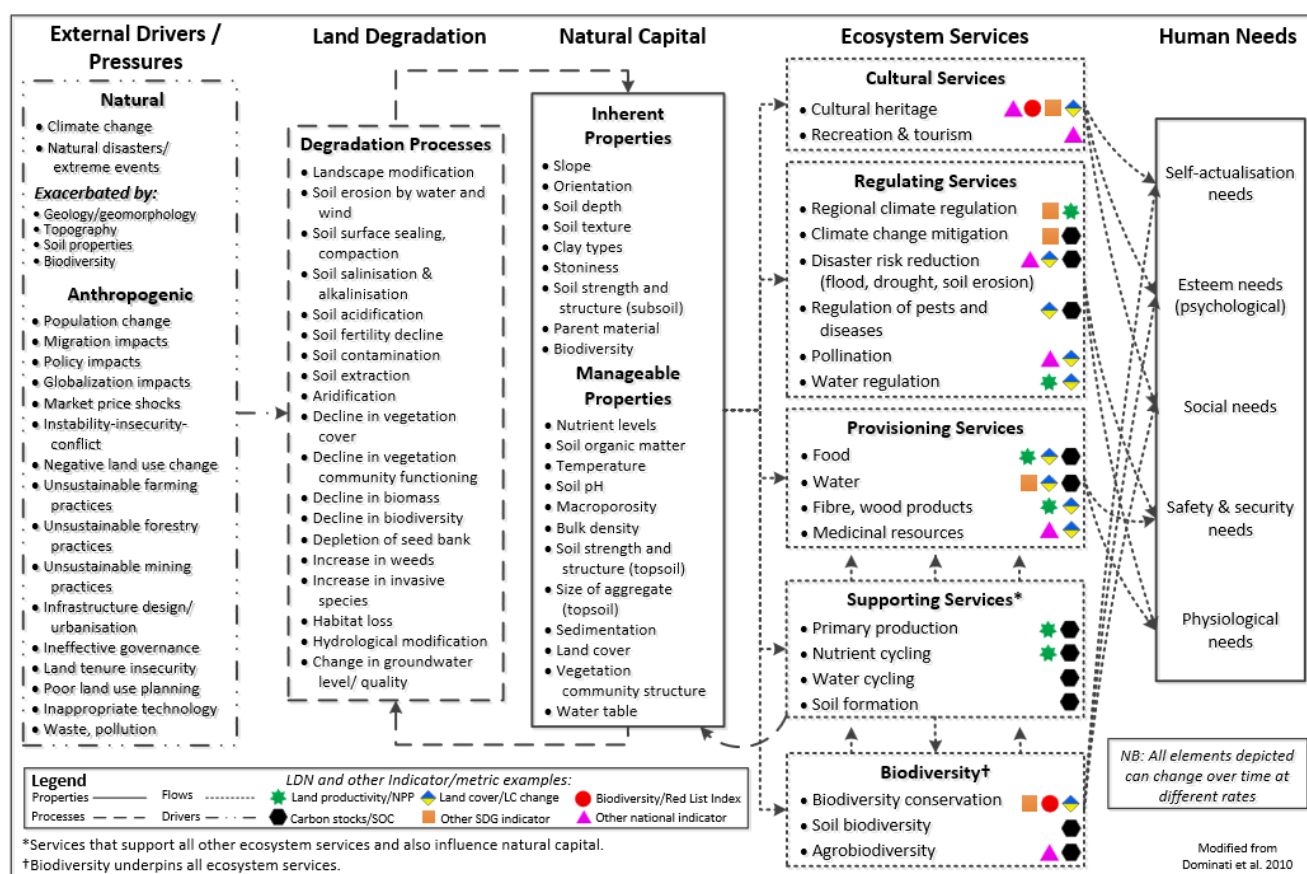 External Drivers /
Pressures
Land Degradation
Natural Capital
Ecosystem Services
Human Needs
Natural
• Climate change
• Natural disasters/
extreme events
Exacerbated by:
• Geology/geomorphology
• Topography
• Soil properties
• Biodiversity
Anthropogenic
• Population change
• Migration impacts
• Policy impacts
• Globalization impacts
• Market price shocks
• Instability-insecurity-
conflict
• Negative land use change
• Unsustainable farming
practices
• Unsustainable forestry
practices
• Unsustainable mining
practices
• Infrastructure design/
urbanisation
• Ineffective governance
• Land tenure insecurity
• Poor land use planning
• Inappropriate technology
• Waste, pollution
Degradation Processes
• Landscape modification
• Soil erosion by water and
wind
• Soil surface sealing,
compaction
• Soil salinisation &
alkalinisation
• Soil acidification
• Soil fertility decline
• Soil contamination
• Soil extraction
• Aridification
• Decline in vegetation
cover
• Decline in vegetation
community functioning
• Decline in biomass
• Decline in biodiversity
• Depletion of seed bank
• Increase in weeds
• Increase in invasive
species
• Habitat loss
• Hydrological modification
• Change in groundwater
level/ quality
Inherent
Properties
• Slope
• Orientation
• Soil depth
• Soil texture
• Clay types
• Stoniness
• Soil strength and
structure (subsoil)
• Parent material
• Biodiversity
Manageable
Properties
• Nutrient levels
• Soil organic matter
• Temperature
• Soil pH
• Macroporosity
• Bulk density
• Soil strength and
structure (topsoil)
• Size of aggregate
(topsoil)
• Sedimentation
• Land cover
• Vegetation
community structure
• Water table
Cultural Services
• Cultural heritage
• Recreation & tourism
Regulating Services
• Regional climate regulation
• Climate change mitigation
• Disaster risk reduction
(flood, drought, soil erosion)
• Regulation of pests and
diseases
• Pollination
• Water regulation
Provisioning Services
• Food
• Water
• Fibre, wood products
• Medicinal resources
Supporting Services*
• Primary production
• Nutrient cycling
• Water cycling
• Soil formation
Biodiversity†
• Biodiversity conservation
• Soil biodiversity
• Agrobiodiversity
Self-actualisation
needs
Esteem needs
(psychological)
Social needs
Safety & security
needs
Physiological
needs
NB: All elements depicted
can change over time at
different rates
Legend
LDN and other Indicator/metric examples:
Properties
Flows
Land productivity/NPP
Land cover/LC change
Biodiversity/Red List Index
Processes
Drivers
Carbon stocks/SOC
Other SDG indicator
Other national indicator
*Services that support all other ecosystem services and also influence natural capital.
†Biodiversity underpins all ecosystem services.
Modified from
Dominati et al. 2010